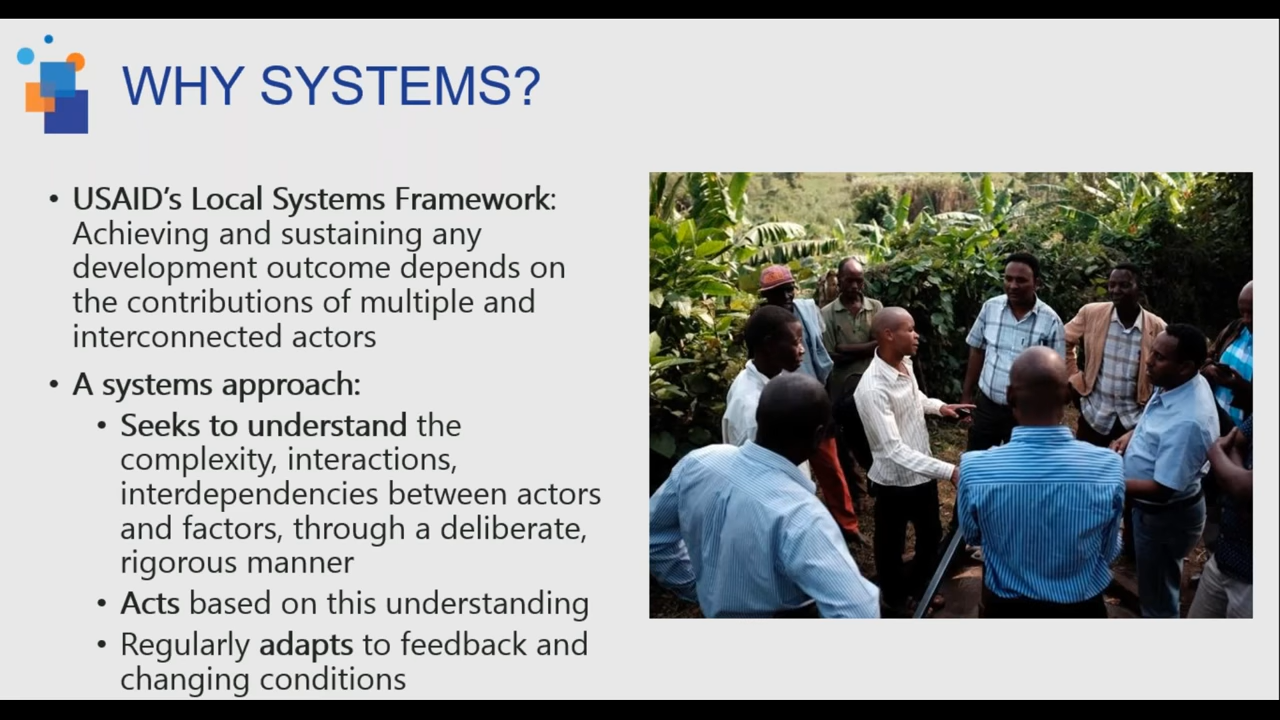 WHY SYSTEMS?
• USAID's Local Systems Framework:
Achieving and sustaining any
development outcome depends on
the contributions of multiple and
interconnected actors
• A systems approach:
• Seeks to understand the
complexity, interactions,
interdependencies between actors
and factors, through a deliberate,
rigorous manner
• Acts based on this understanding
• Regularly adapts to feedback and
changing conditions